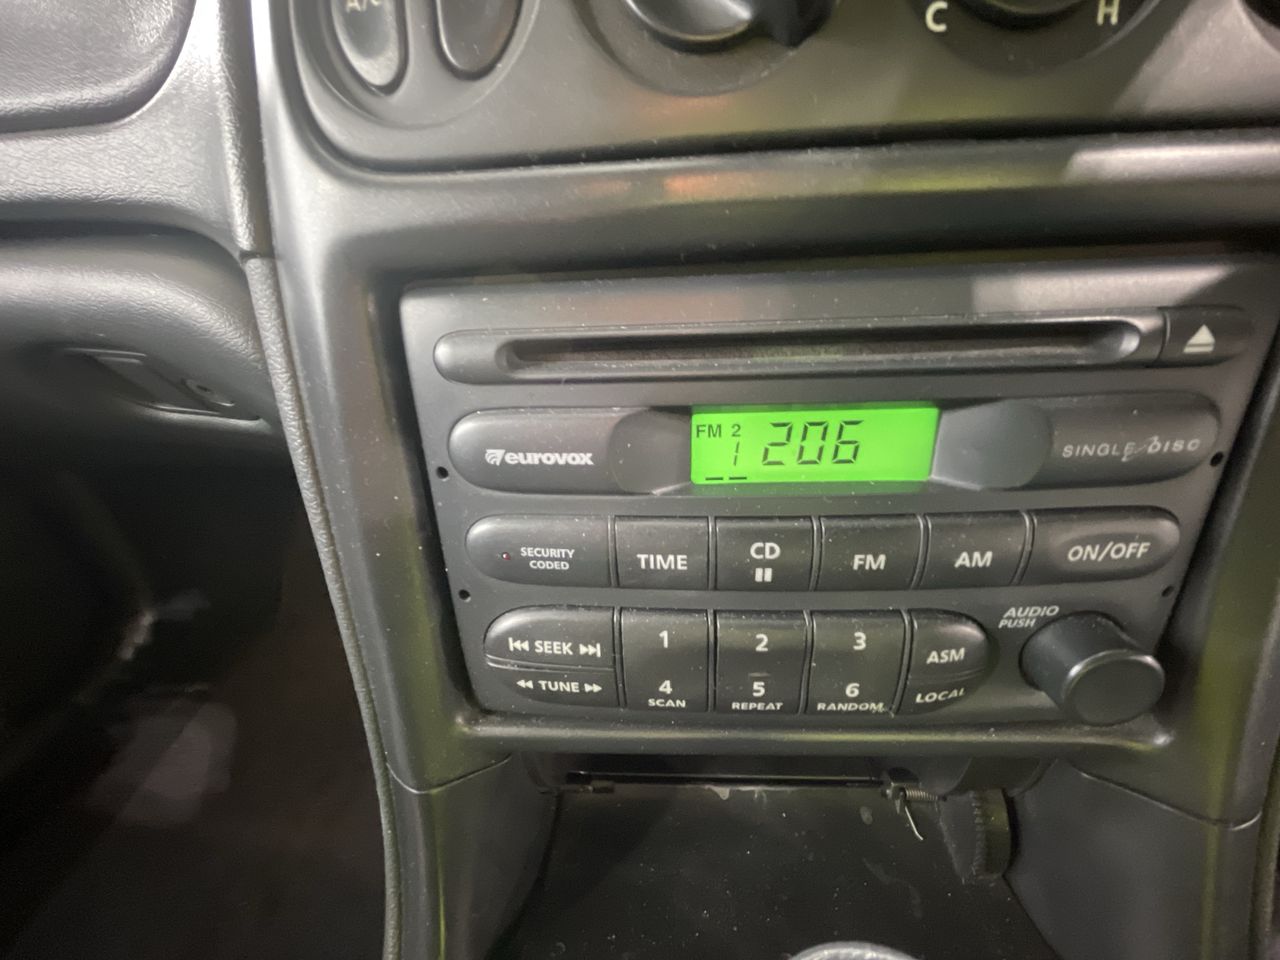 A/C
C H
FM 2
1 206
eurovox
SINGLE DISC
SECURITY
CODED
TIME
CD
FM
AM
ON/OFF
SEEK
TUNE
1
2
3
4
SCAN
5
REPEAT
6
RANDOM
ASM
LOCAL
AUDIO
PUSH